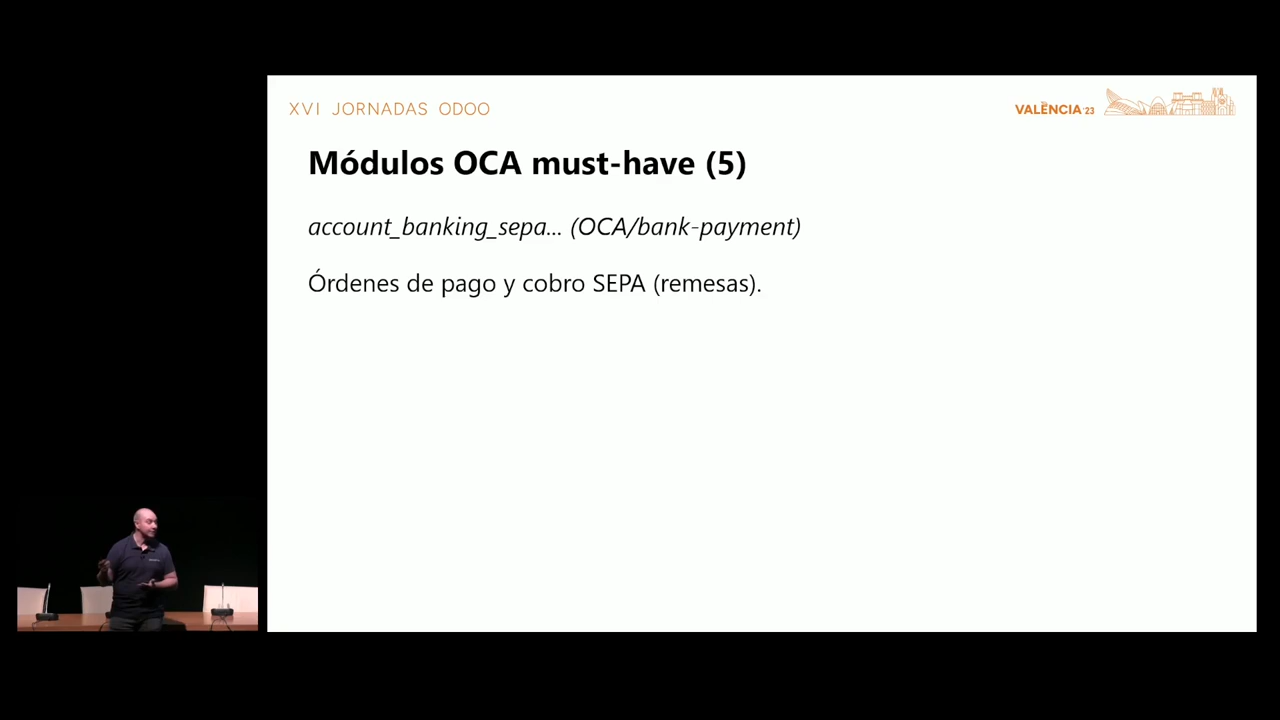 XVI JORNADAS ODOO
VALÈNCIA '23
Módulos OCA must-have (5)
account_banking_sepa... (OCA/bank-payment)
Órdenes de pago y cobro SEPA (remesas).